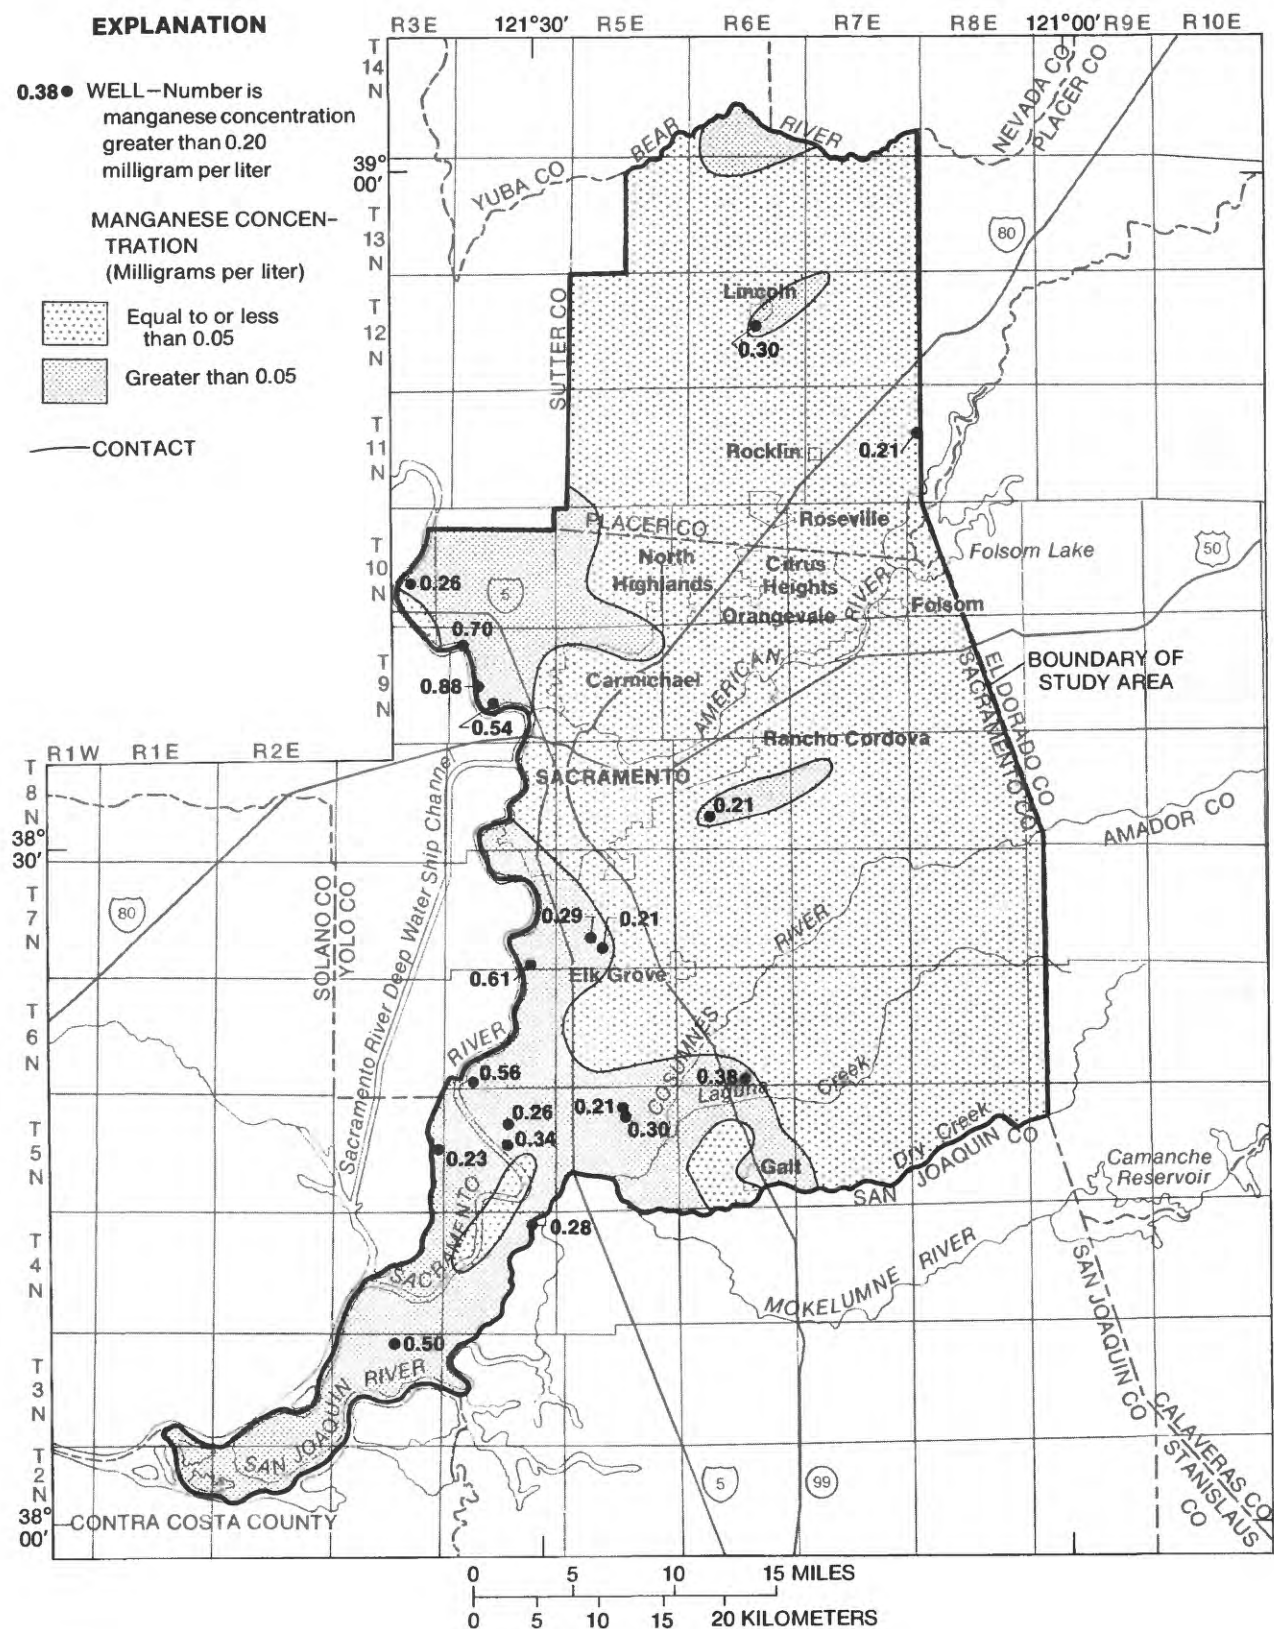 EXPLANATION
0.38 WELL—Number is
manganese concentration
greater than 0.20
milligram per liter
MANGANESE CONCEN-
TRATION
(Milligrams per liter)
Equal to or less
than 0.05
Greater than 0.05
CONTACT
R3E 121°30' R5E R6E R7E R8E 121°00' R9E R10E
T
14
N
39°
00'
T
13
N
T
12
N
T
11
N
T
10
N
T
9
N
NEVADA CO
PLACER CO
BEAR RIVER
YUBA CO
80
SUTTER CO
Lincoln
0.30
Rocklin
0.21
PLACER CO
Roseville
North
Highlands
Citrus
Heights
Folsom Lake
50
0.26
5
Orangevale
Folsom
AMERICAN RIVER
0.70
Carmichael
0.88
0.54
BOUNDARY OF
STUDY AREA
EL DORADO CO
SACRAMENTO CO
R1W R1E R2E
Rancho Cordova
SACRAMENTO
0.21
AMADOR CO
T
8
N
38°
30'
T
7
N
T
6
N
T
5
N
T
4
N
T
3
N
T
2
N
38°
00'
80
SOLANO CO
YOLO CO
Sacramento River Deep Water Ship Channel
0.29
0.21
Elk Grove
0.61
COSUMNES RIVER
RIVER
0.56
0.38
Laguna Creek
0.21
0.30
0.26
0.34
0.23
Galt
Dry Creek
SAN JOAQUIN CO
Camanche
Reservoir
SACRAMENTO
0.28
MOKELUMNE RIVER
SAN JOAQUIN CO
0.50
SAN JOAQUIN RIVER
CALAVERAS CO
STANISLAUS
CO
5
99
CONTRA COSTA COUNTY
0 5 10 15 MILES
0 5 10 15 20 KILOMETERS